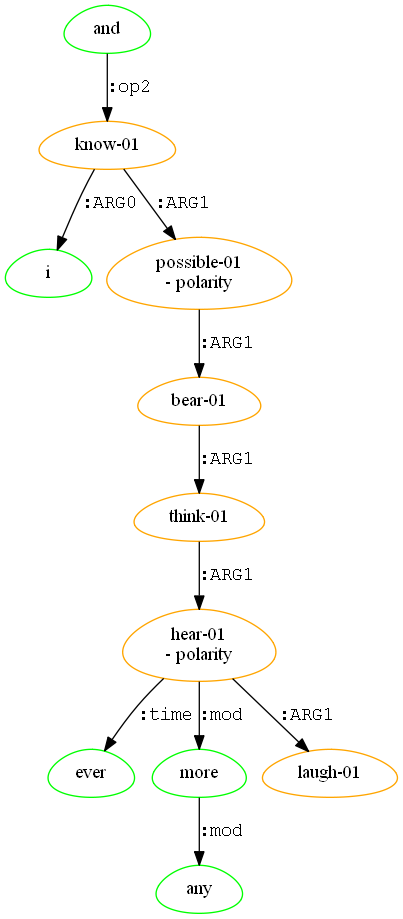 and
:op2
know-01
:ARG0
:ARG1
i
possible-01
- polarity
:ARG1
bear-01
:ARG1
think-01
:ARG1
hear-01
- polarity
:time
:mod
:ARG1
ever
more
laugh-01
:mod
any